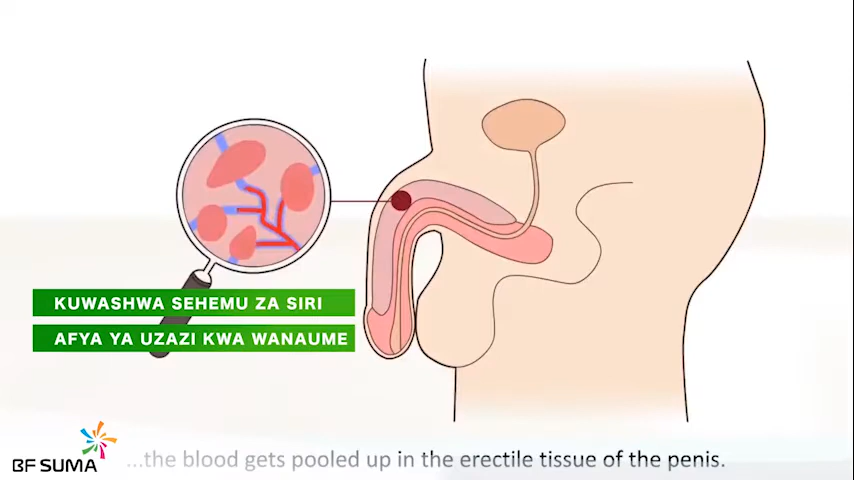 KUWASHWA SEHEMU ZA SIRI
AFYA YA UZAZI KWA WANAUME
BF SUMA
...the blood gets pooled up in the erectile tissue of the penis.